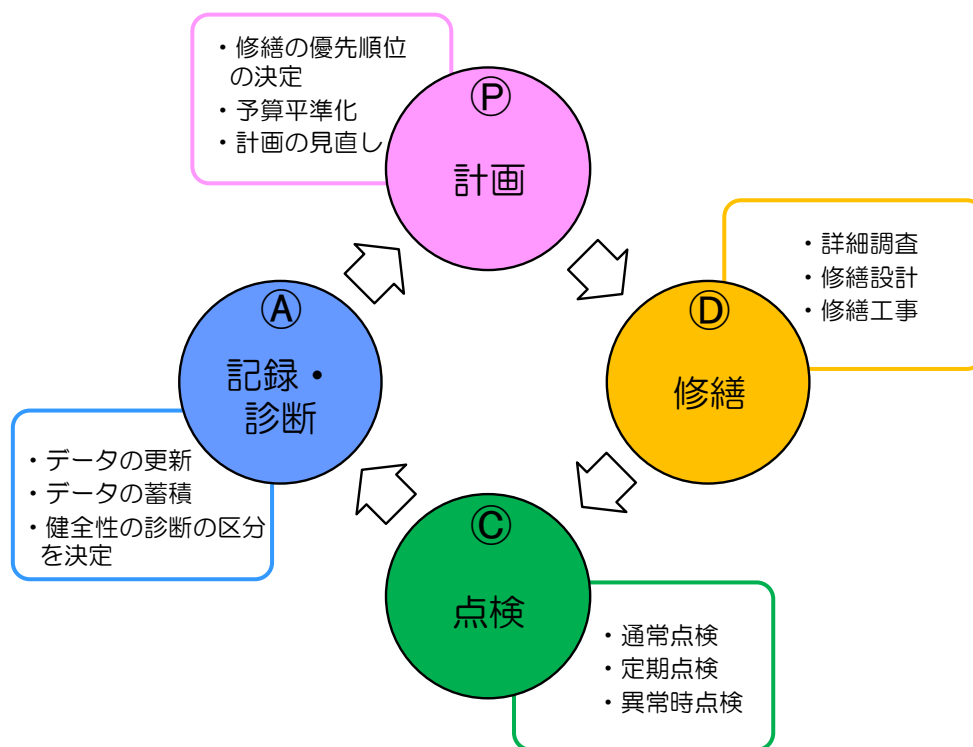 ・修繕の優先順位
の決定
・予算平準化
・計画の見直し
Ⓟ
計画
・詳細調査
・修繕設計
・修繕工事
Ⓓ
修繕
Ⓐ
記録・
診断
・データの更新
・データの蓄積
・健全性の診断の区分
を決定
Ⓒ
点検
・通常点検
・定期点検
・異常時点検